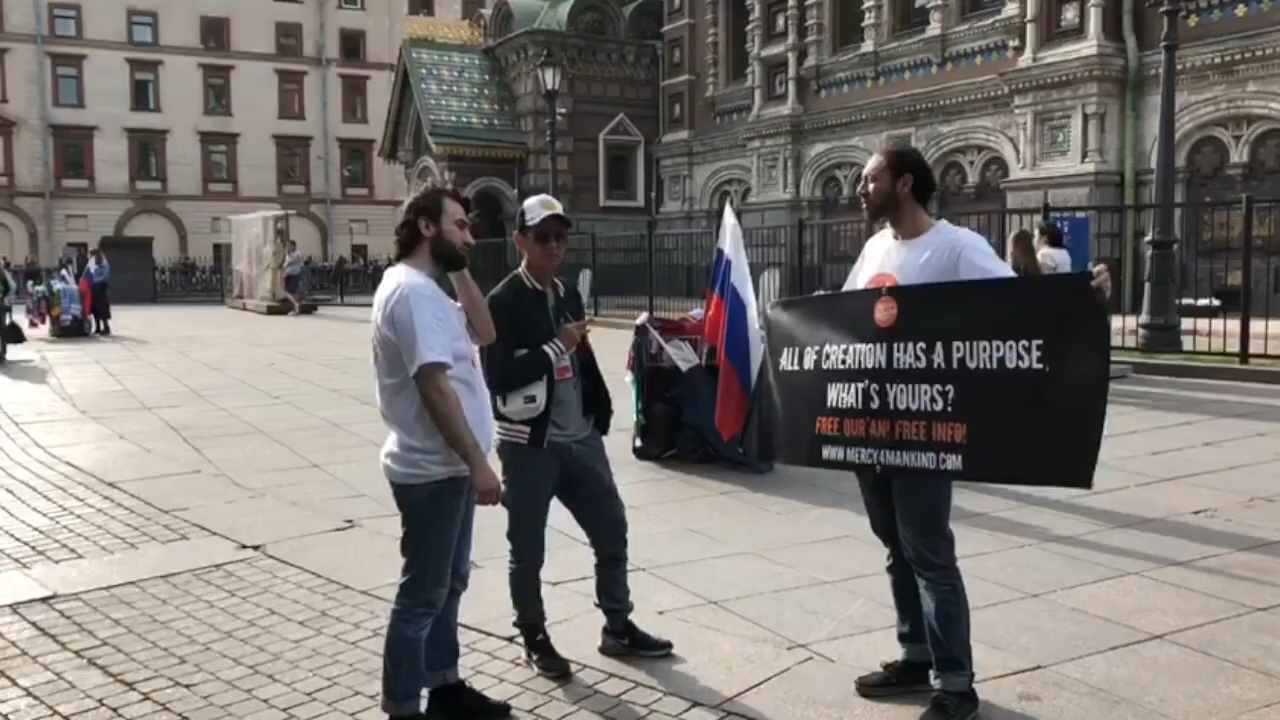 ALL OF CREATION HAS A PURPOSE,
WHAT'S YOURS?
FREE QUR'AN! FREE INFO!
WWW.MERCY4MANKIND.COM